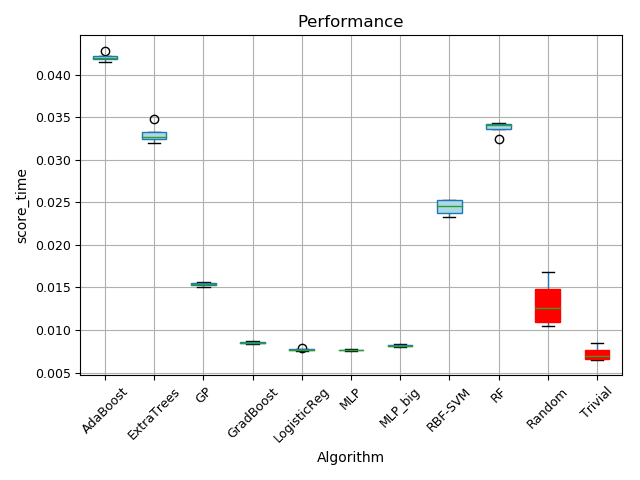 Performance
score_time
0.040
0.035
0.030
0.025
0.020
0.015
0.010
0.005
AdaBoost
ExtraTrees
GP
GradBoost
LogisticReg
MLP
MLP_big
RBF-SVM
RF
Random
Trivial
Algorithm